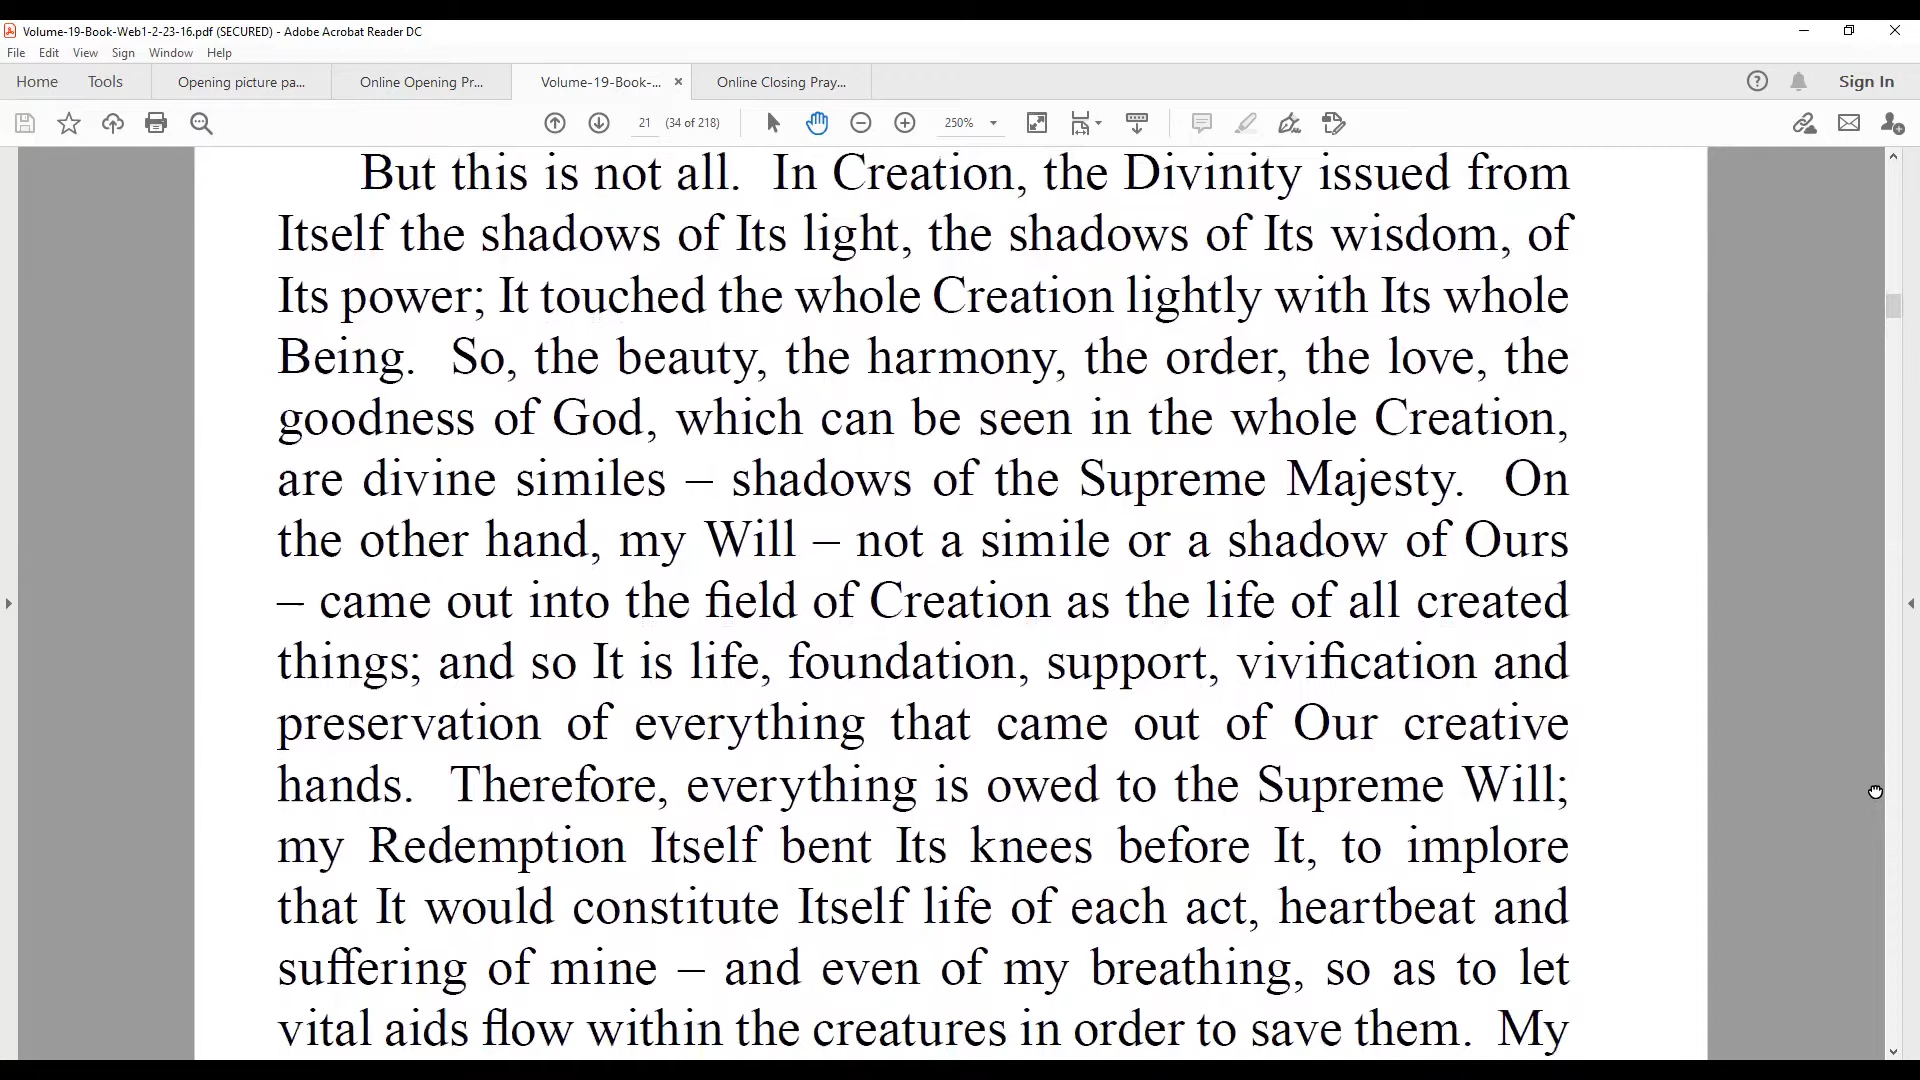 Volume-19-Book-Web1-2-23-16.pdf (SECURED) - Adobe Acrobat Reader DC
File Edit View Sign Window Help
Home Tools Opening picture pa... Online Opening Pr... Volume-19-Book-... Online Closing Pray... Sign In
21 (34 of 218) 250%
But this is not all. In Creation, the Divinity issued from
Itself the shadows of Its light, the shadows of Its wisdom, of
Its power; It touched the whole Creation lightly with Its whole
Being. So, the beauty, the harmony, the order, the love, the
goodness of God, which can be seen in the whole Creation,
are divine similes – shadows of the Supreme Majesty. On
the other hand, my Will – not a simile or a shadow of Ours
– came out into the field of Creation as the life of all created
things; and so It is life, foundation, support, vivification and
preservation of everything that came out of Our creative
hands. Therefore, everything is owed to the Supreme Will;
my Redemption Itself bent Its knees before It, to implore
that It would constitute Itself life of each act, heartbeat and
suffering of mine – and even of my breathing, so as to let
vital aids flow within the creatures in order to save them. My